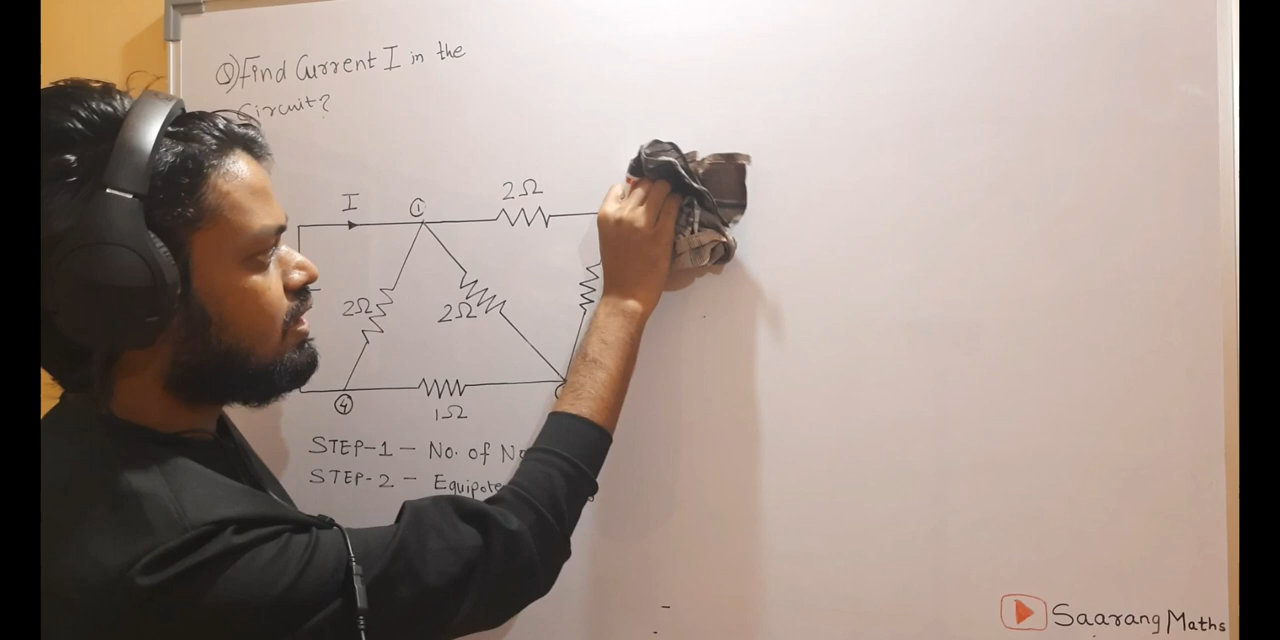 Q) Find Current I in the
Circuit?
I
①
2Ω
2Ω
2Ω
④
1Ω
STEP-1 - No. of
STEP-2 -
Saarang Maths